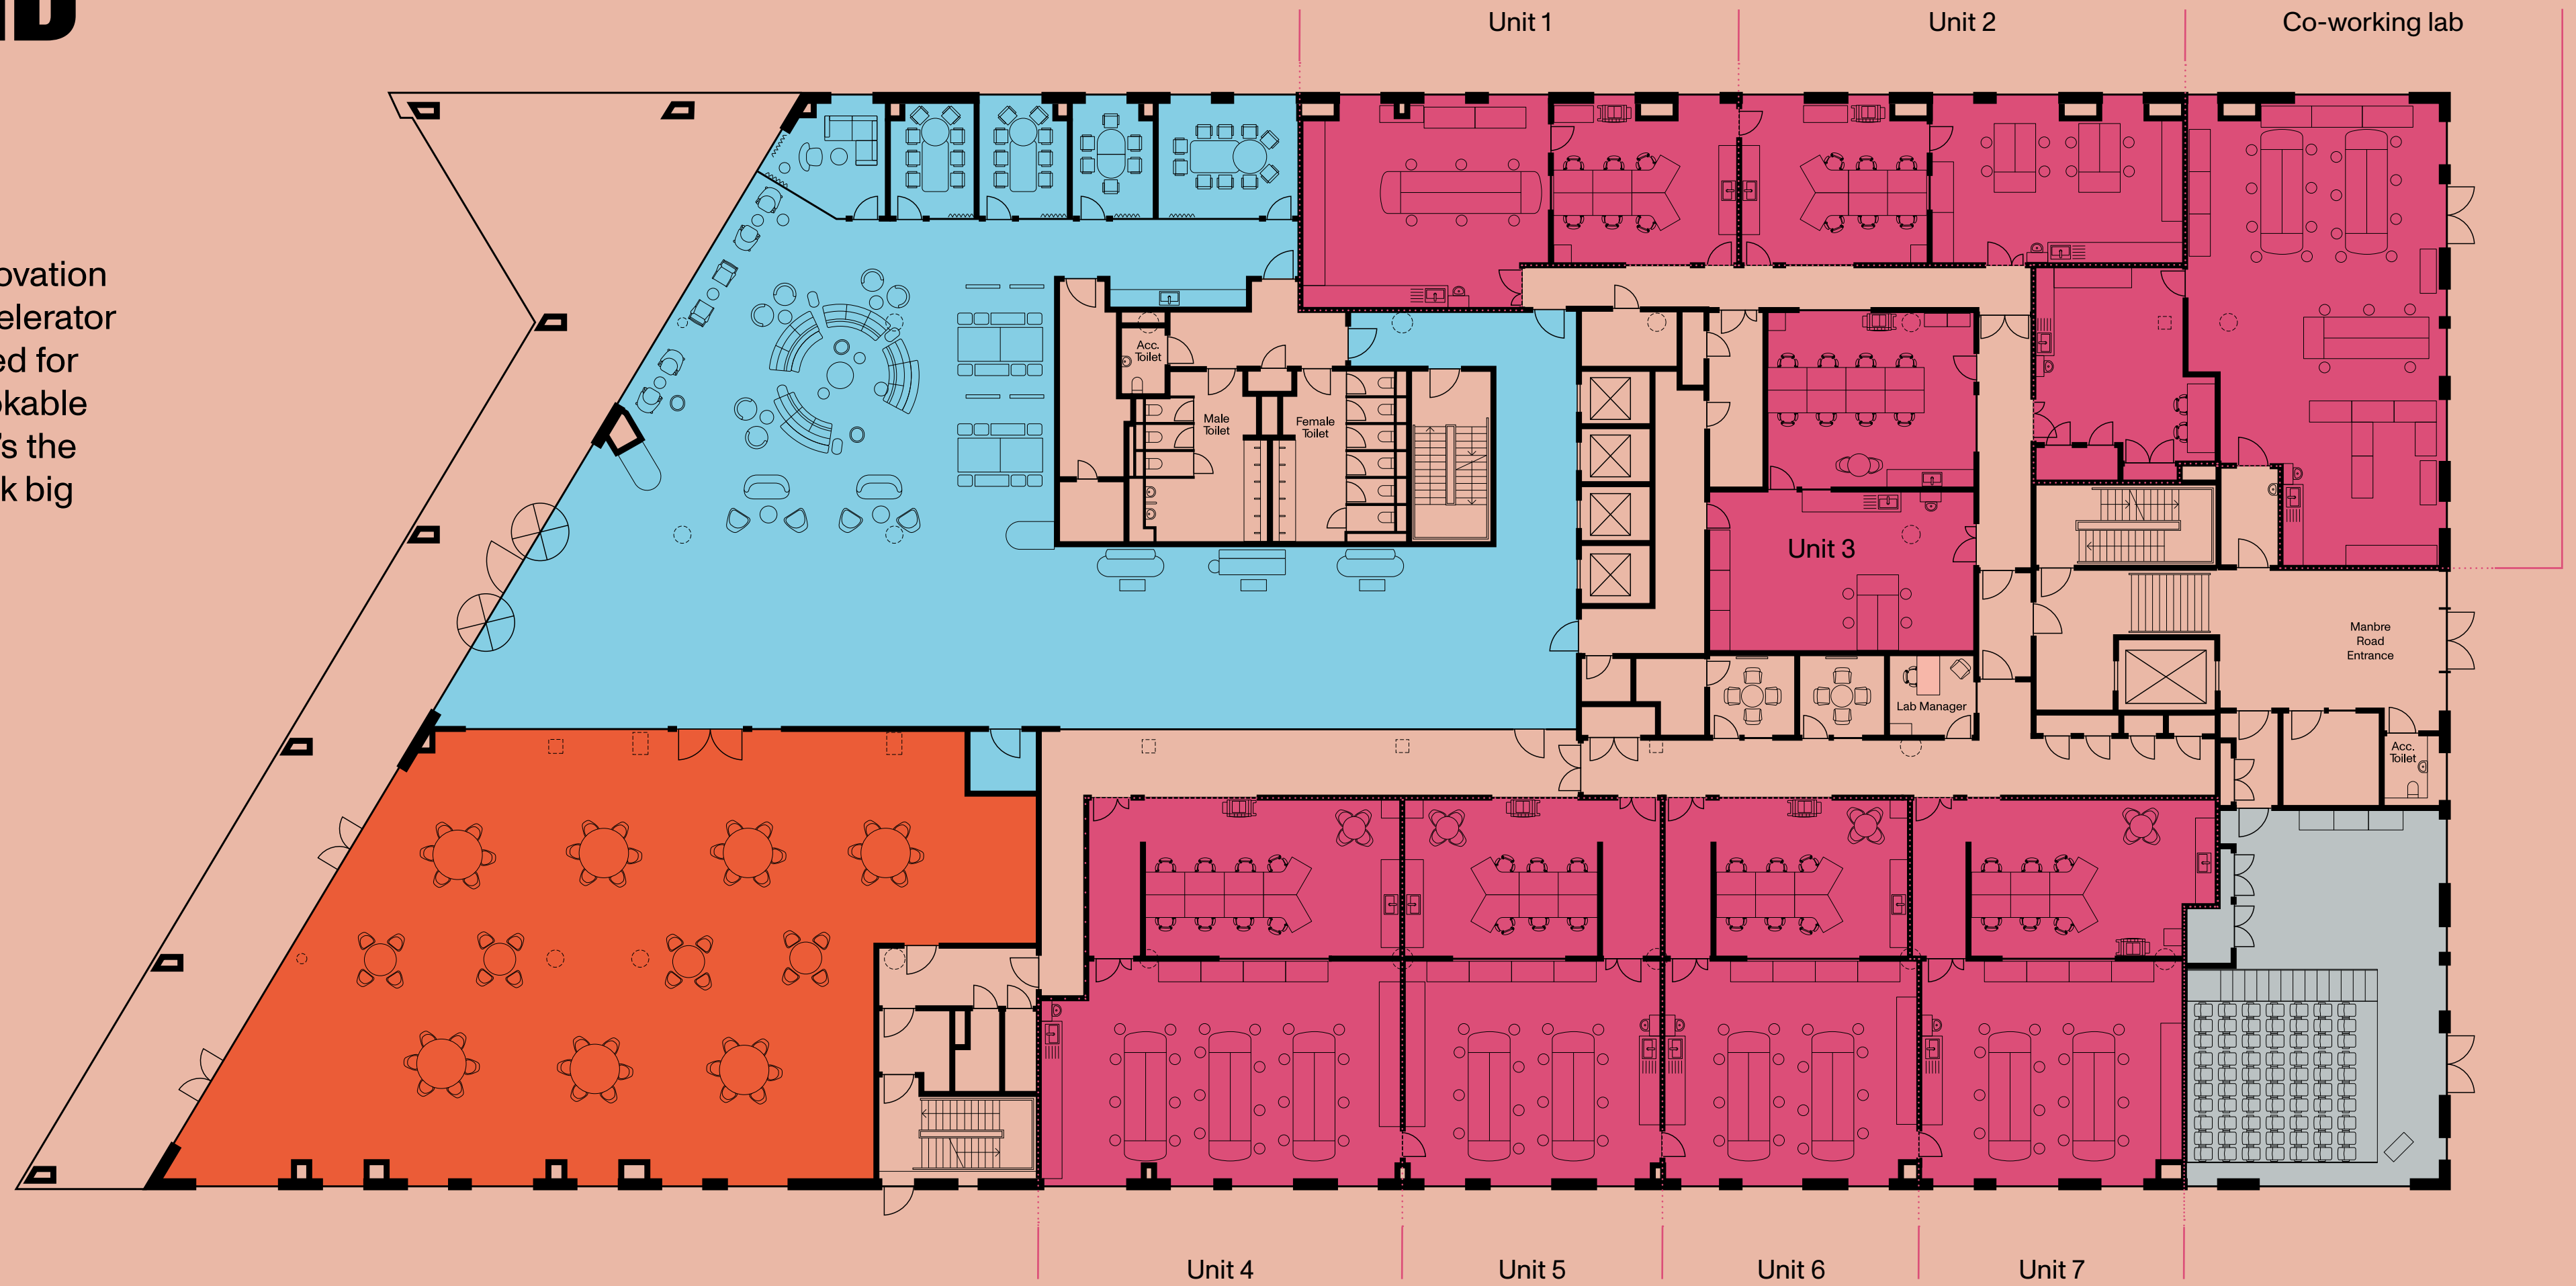 Unit 1
Unit 2
Co-working lab
ovation
elerator
ed for
okable
's the
k big
Acc.
Toilet
Male
Toilet
Female
Toilet
Unit 3
Manbre
Road
Entrance
Lab Manager
Acc.
Toilet
Unit 4
Unit 5
Unit 6
Unit 7